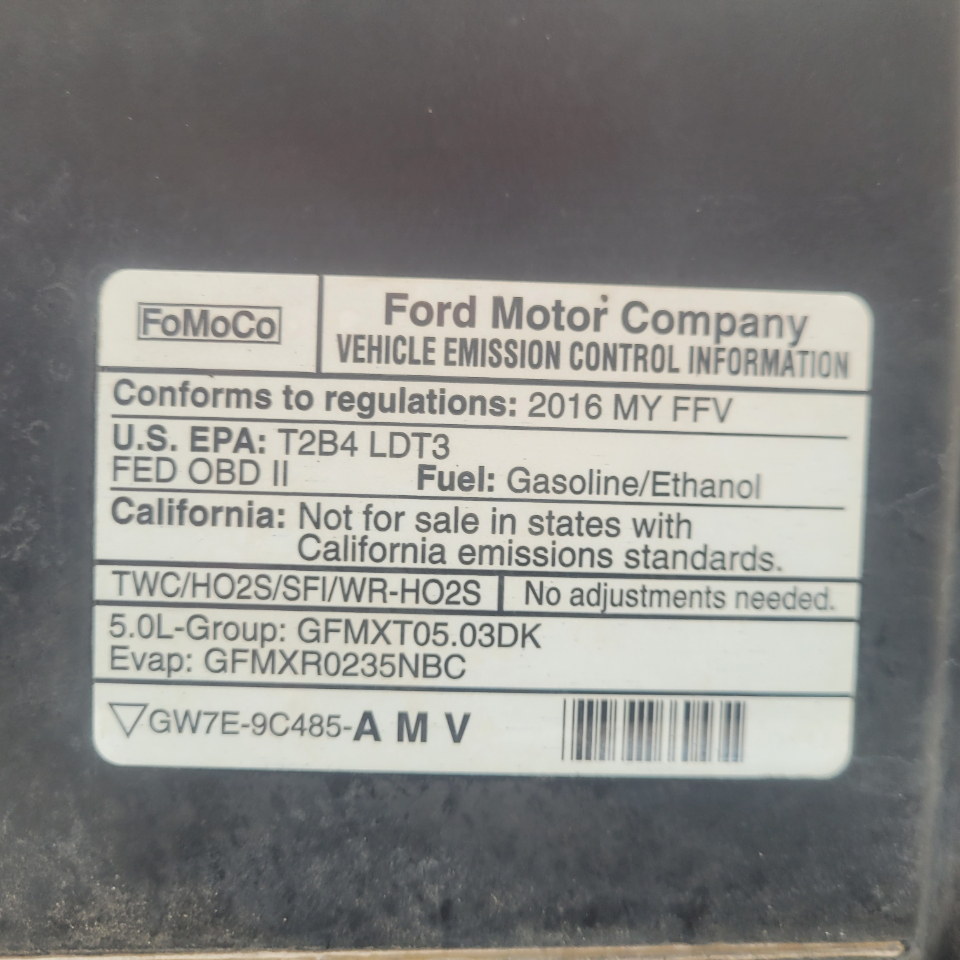 FoMoCo
Ford Motor Company
VEHICLE EMISSION CONTROL INFORMATION
Conforms to regulations: 2016 MY FFV
U.S. EPA: T2B4 LDT3
FED OBD II Fuel: Gasoline/Ethanol
California: Not for sale in states with
California emissions standards.
TWC/HO2S/SFI/WR-HO2S No adjustments needed.
5.0L-Group: GFMXT05.03DK
Evap: GFMXR0235NBC
▽GW7E-9C485-A M V